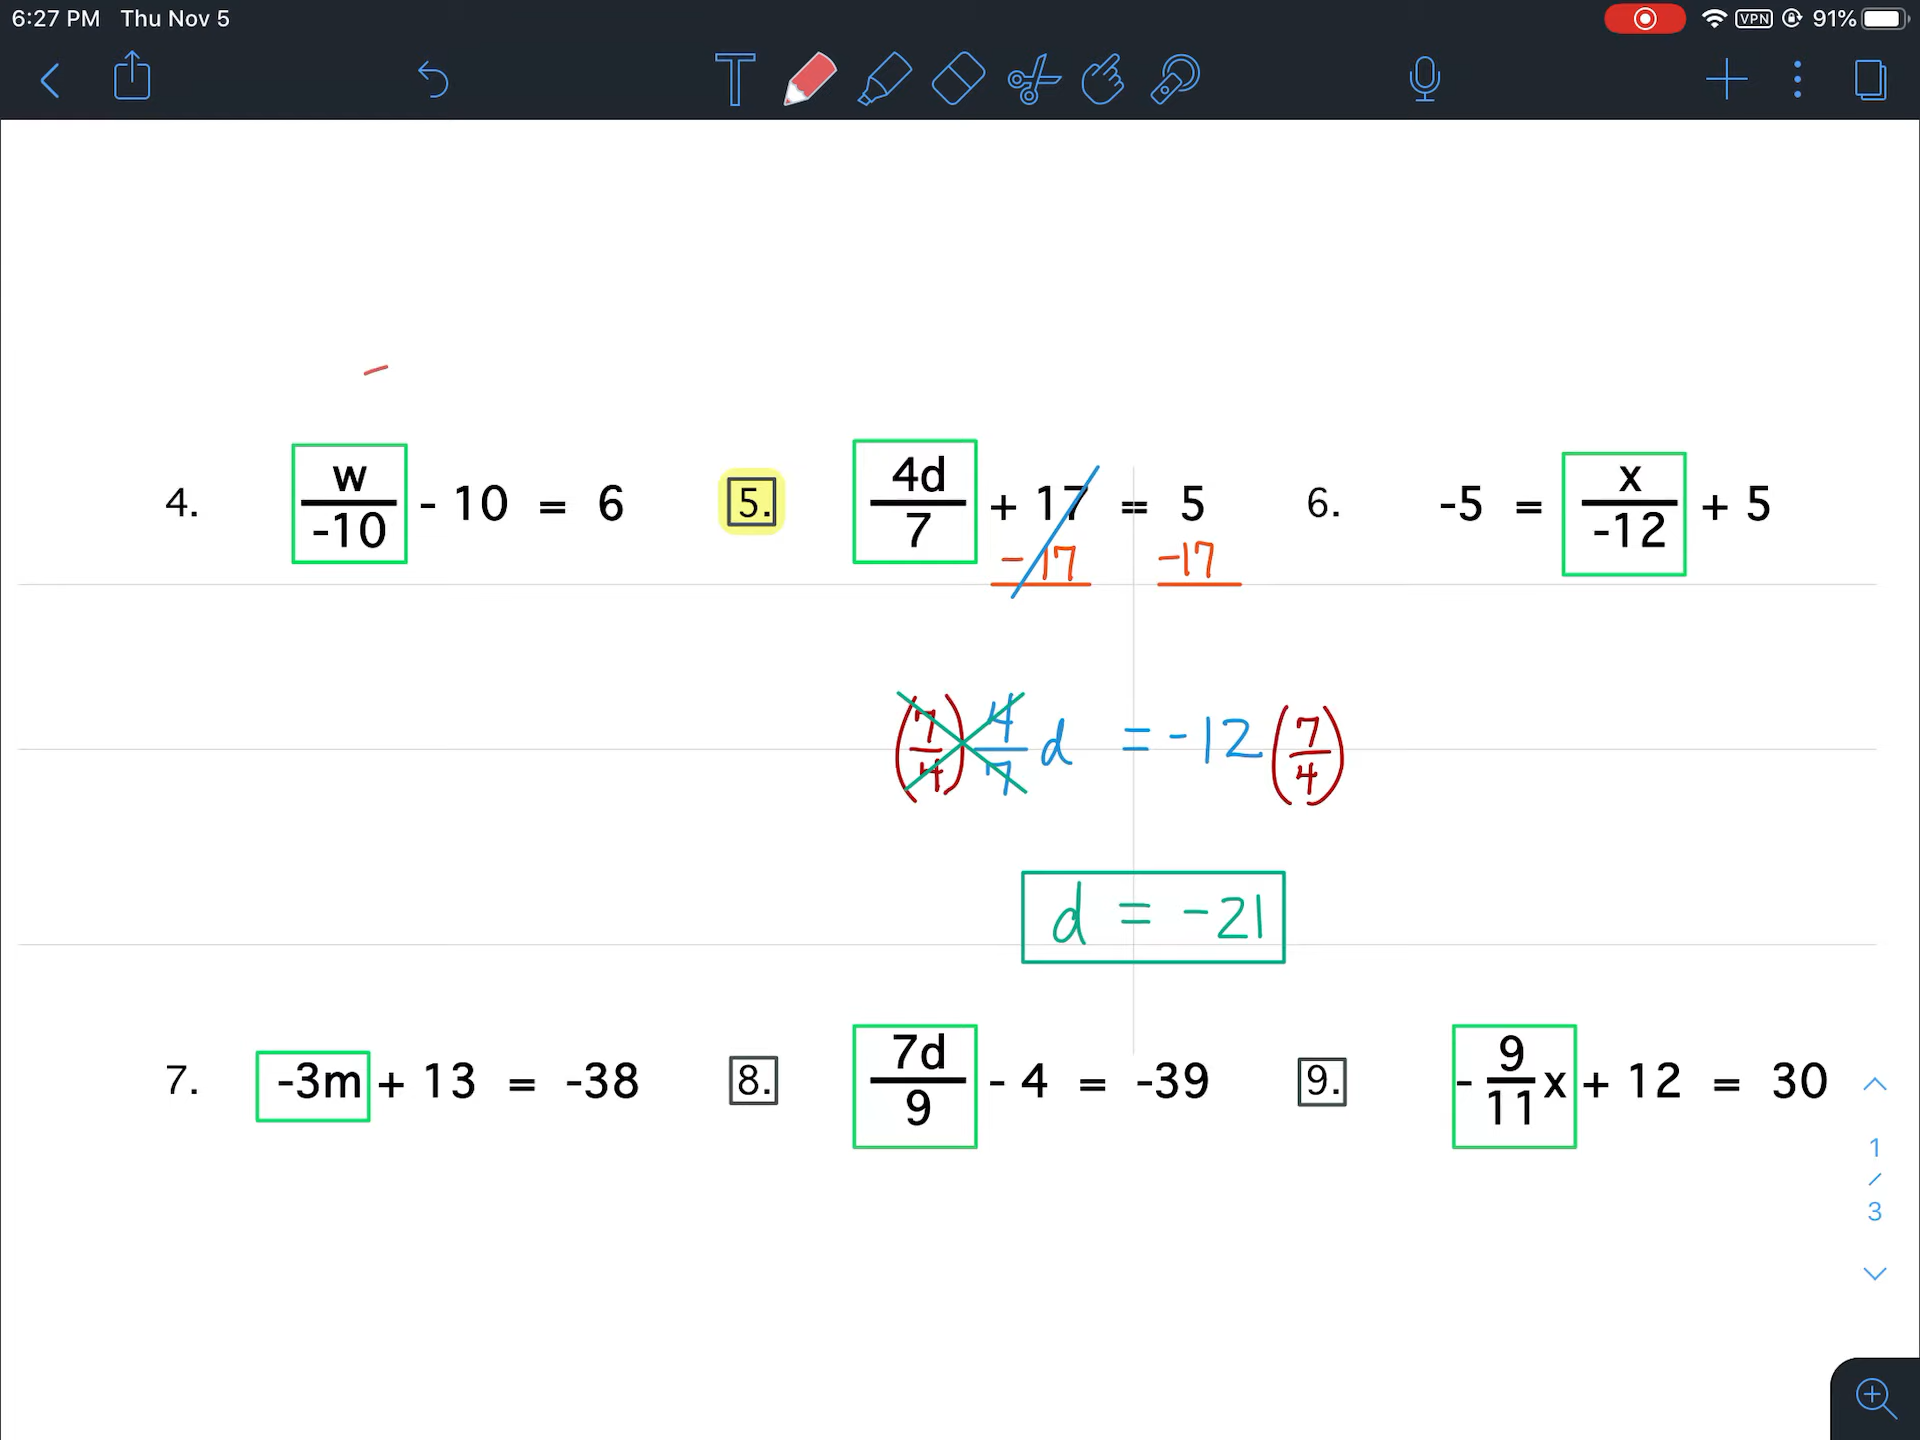 6:27 PM Thu Nov 5
VPN 91%
4. w/-10 - 10 = 6
5. 4d/7 + 17 = 5
-17 -17
(7/4) 4/7 d = -12 (7/4)
d = -21
6. -5 = x/-12 + 5
7. -3m + 13 = -38
8. 7d/9 - 4 = -39
9. -9/11 x + 12 = 30
1
/
3